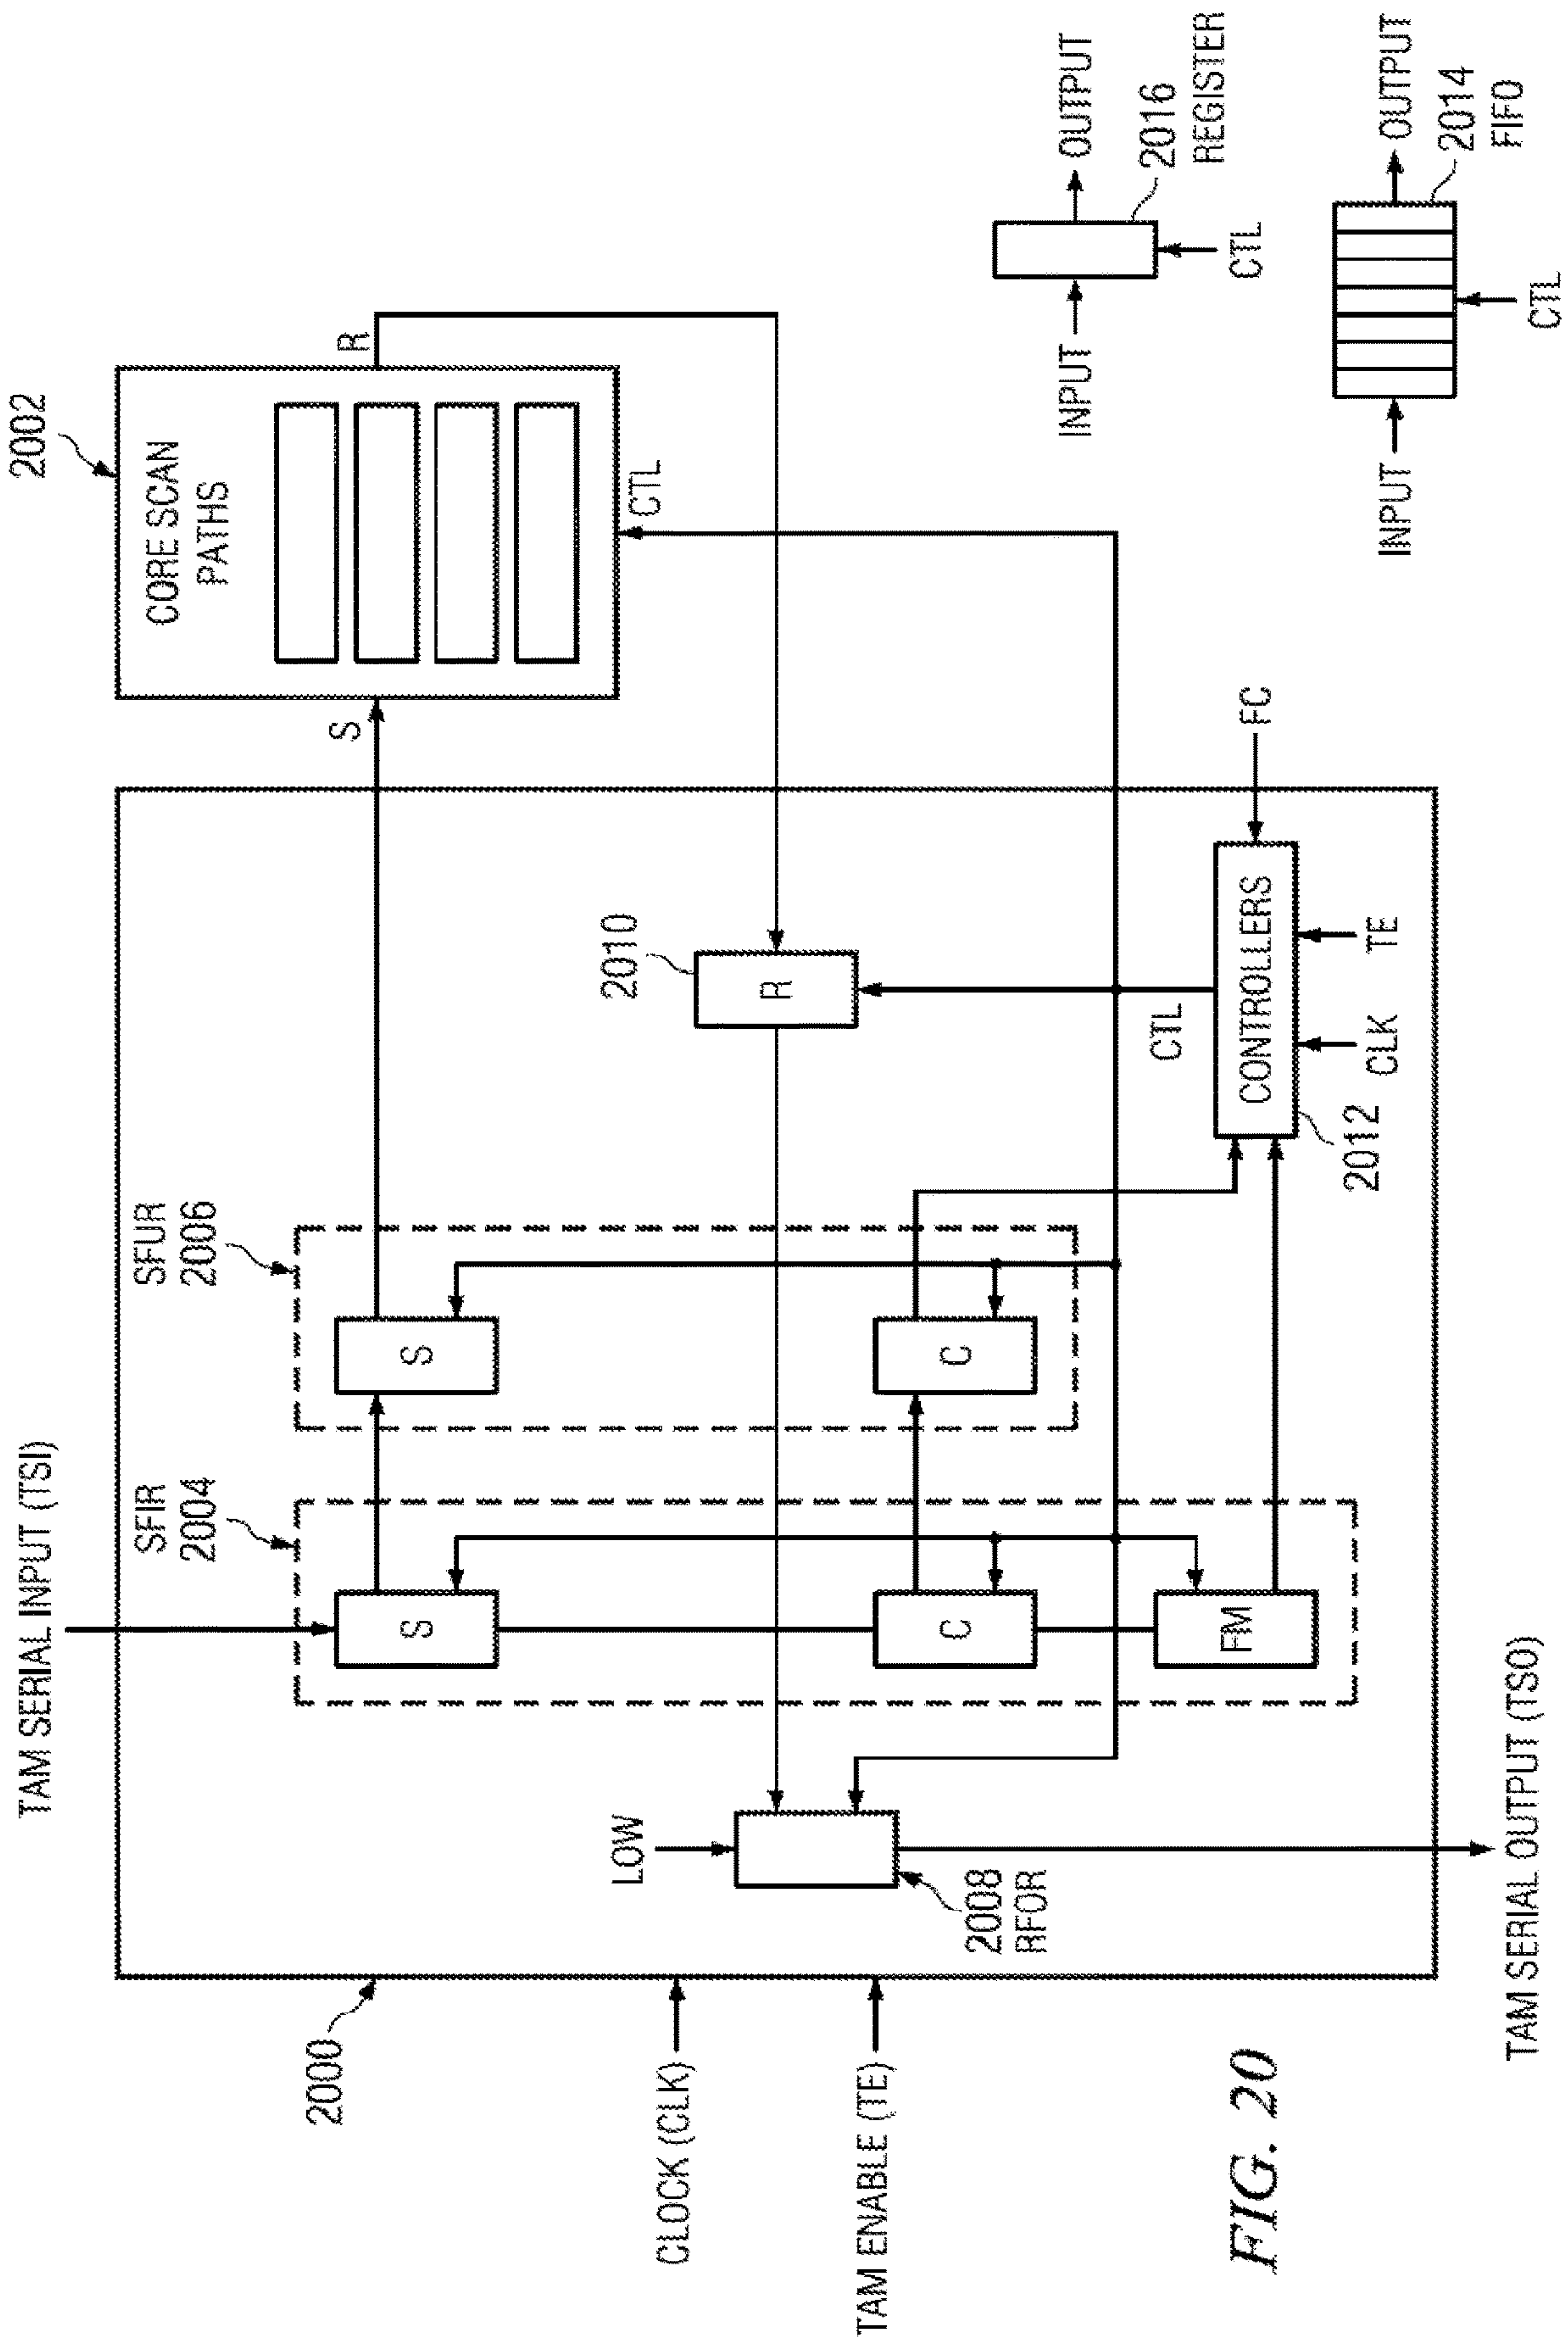 TAM SERIAL INPUT (TSI)
2000
CLOCK (CLK)
TAM ENABLE (TE)
LOW
2008
RFOR
SFIR
2004
S
C
FM
SFUR
2006
S
C
2010
R
CTL
CONTROLLERS
2012
CLK
TE
FC
S
2002
CORE SCAN
PATHS
R
CTL
INPUT
OUTPUT
2016
REGISTER
CTL
INPUT
OUTPUT
2014
FIFO
CTL
TAM SERIAL OUTPUT (TSO)
FIG. 20